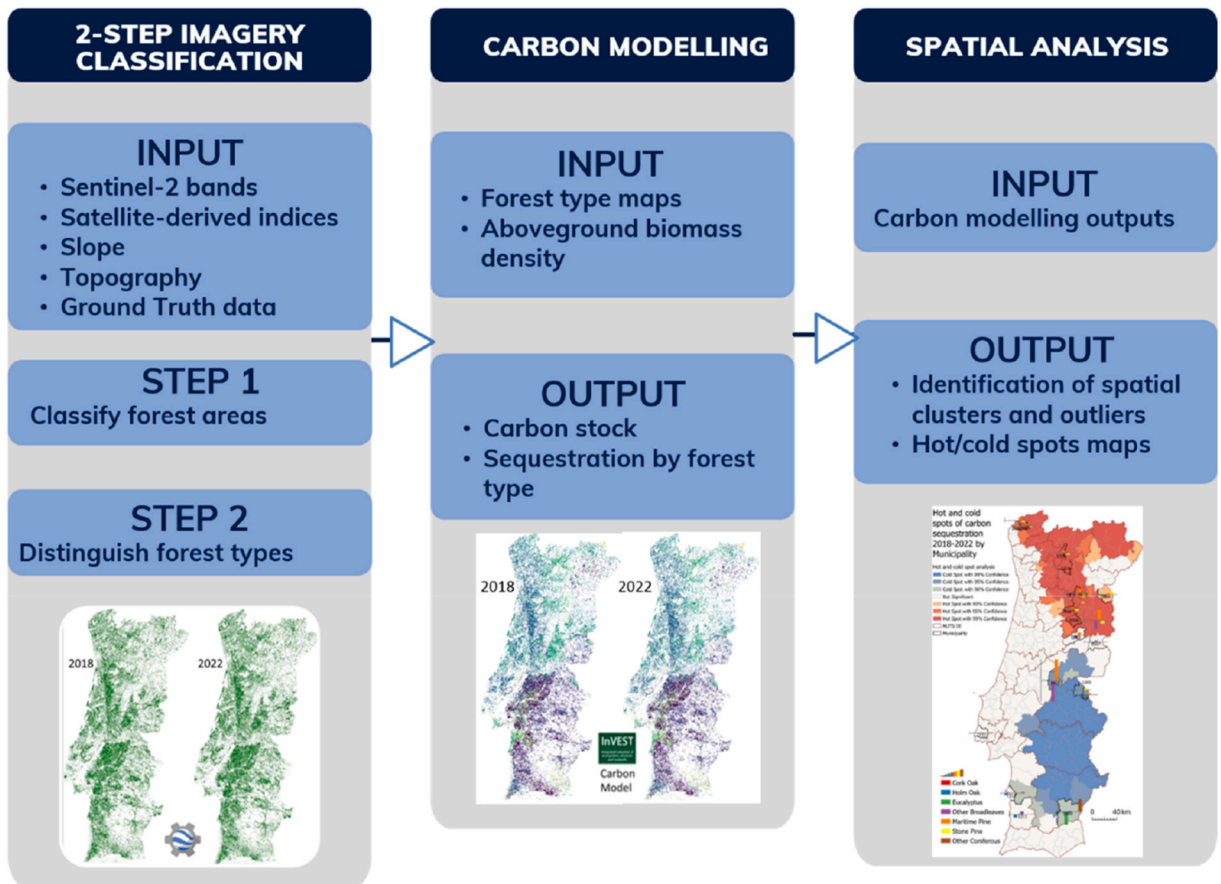 2-STEP IMAGERY
CLASSIFICATION
INPUT
• Sentinel-2 bands
• Satellite-derived indices
• Slope
• Topography
• Ground Truth data
STEP 1
Classify forest areas
STEP 2
Distinguish forest types
2018
2022
CARBON MODELLING
INPUT
• Forest type maps
• Aboveground biomass
density
OUTPUT
• Carbon stock
• Sequestration by forest
type
2018
2022
InVEST
Carbon
Model
SPATIAL ANALYSIS
INPUT
Carbon modelling outputs
OUTPUT
• Identification of spatial
clusters and outliers
• Hot/cold spots maps
Hot and cold
spots of carbon
sequestration
2018-2022 by
Municipality
Hot and cold spot analysis
Cold Spot with 99% Confidence
Cold Spot with 95% Confidence
Cold Spot with 90% Confidence
Not Significant
Hot Spot with 90% Confidence
Hot Spot with 95% Confidence
Hot Spot with 99% Confidence
Municipality
Cork Oak
Holm Oak
Eucalyptus
Other Broadleaves
Maritime Pine
Stone Pine
Other Coniferous
0 40 km